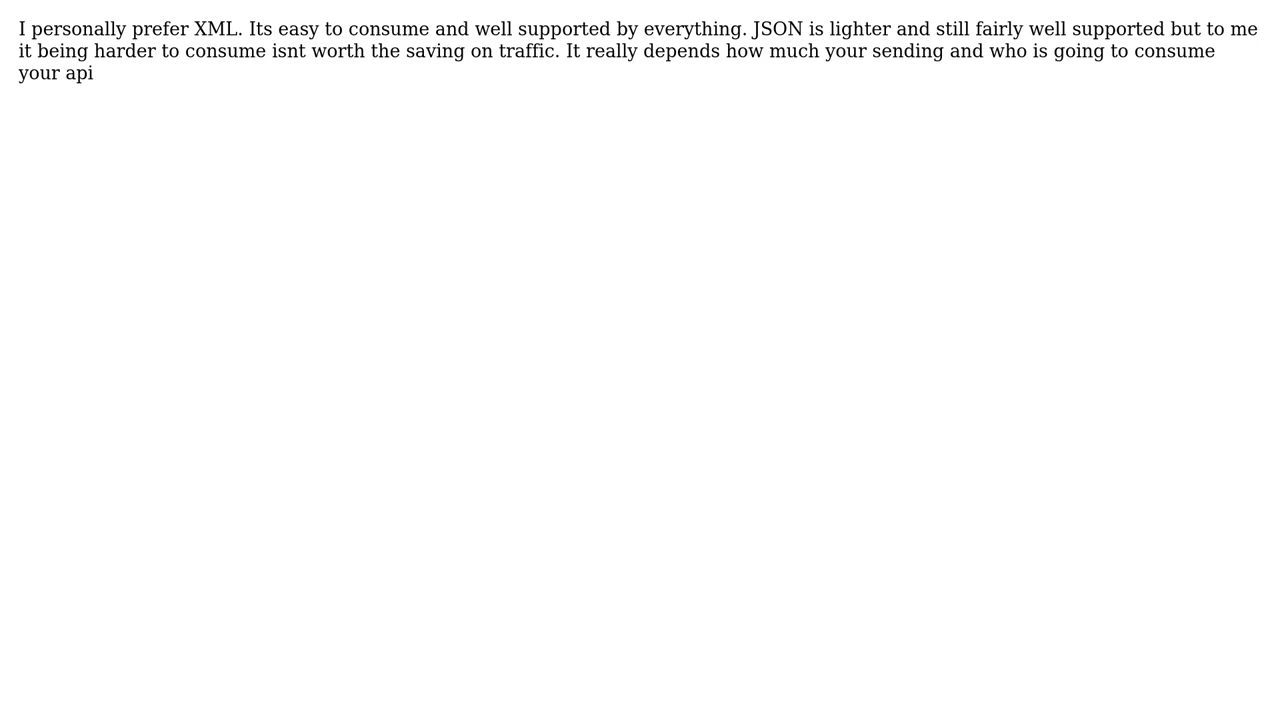 I personally prefer XML. Its easy to consume and well supported by everything. JSON is lighter and still fairly well supported but to me
it being harder to consume isnt worth the saving on traffic. It really depends how much your sending and who is going to consume
your api